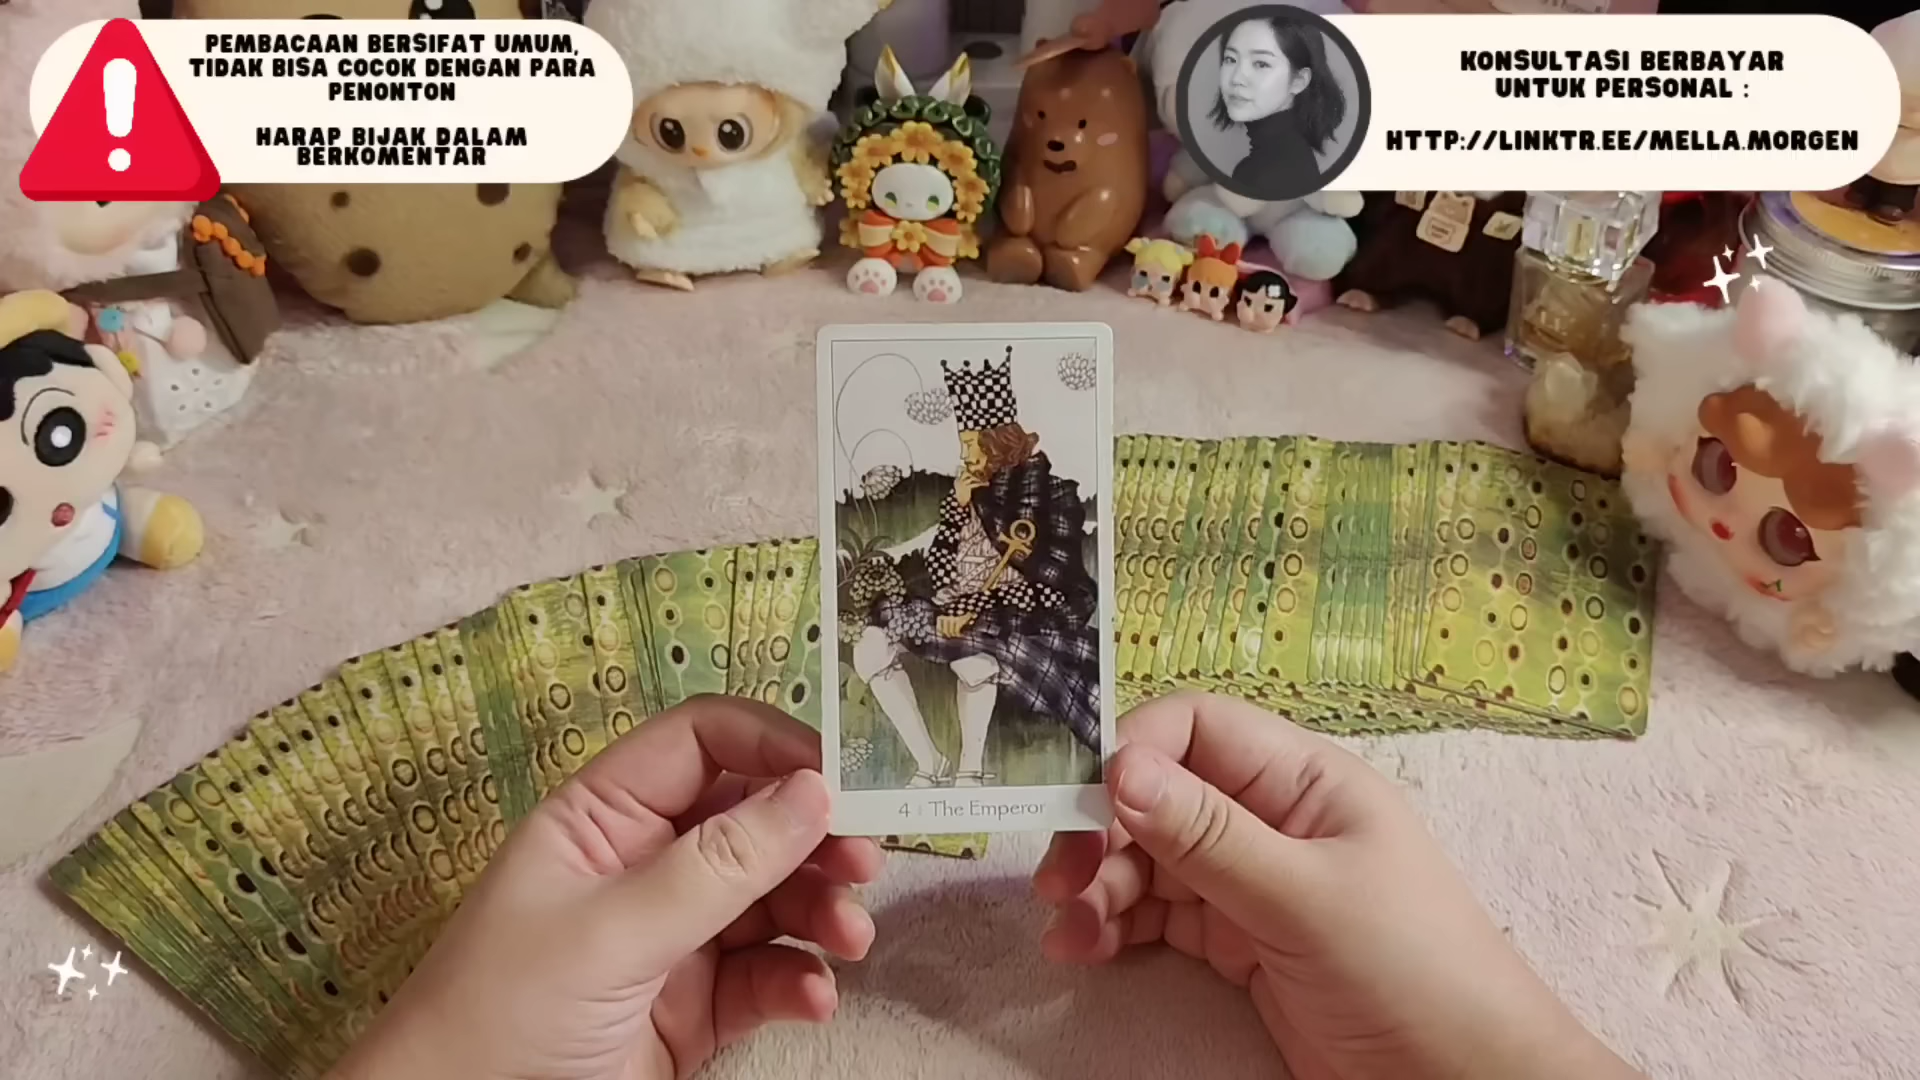 PEMBACAAN BERSIFAT UMUM,
TIDAK BISA COCOK DENGAN PARA
PENONTON
HARAP BIJAK DALAM
BERKOMENTAR
KONSULTASI BERBAYAR
UNTUK PERSONAL :
HTTP://LINKTR.EE/MELLA.MORGEN
4 | The Emperor